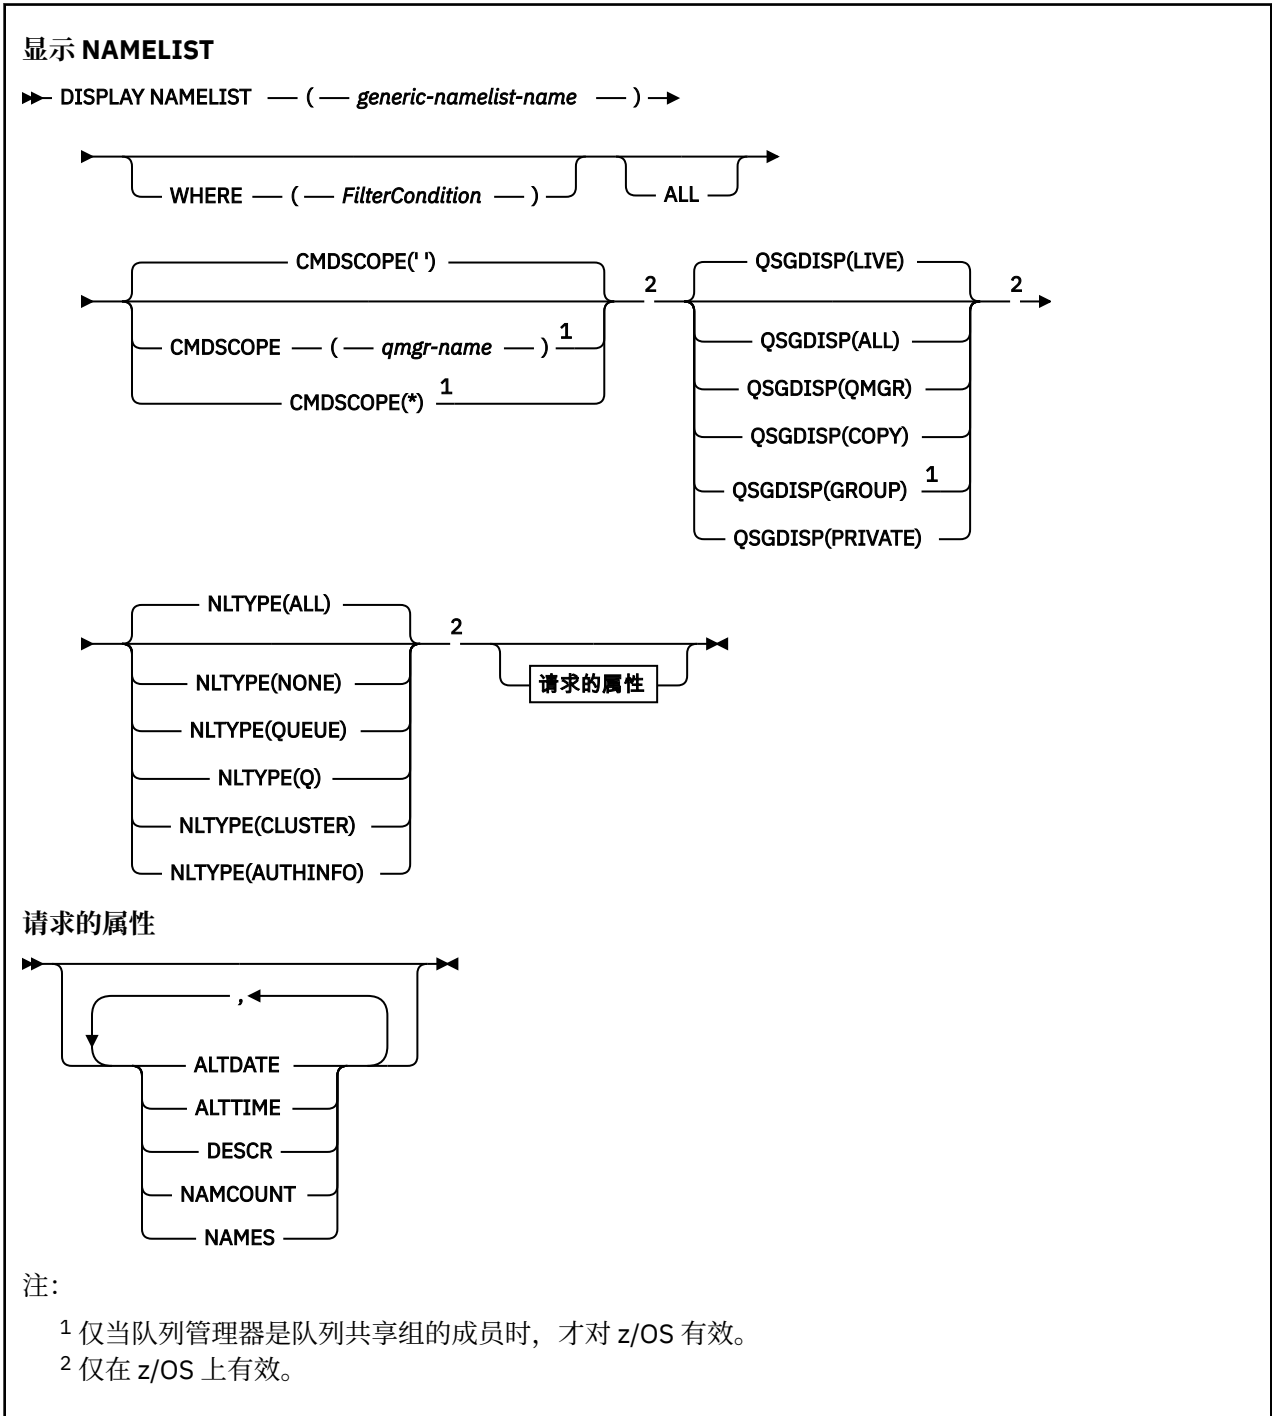 显示 NAMELIST
DISPLAY NAMELIST ( generic-namelist-name )
WHERE ( FilterCondition ) ALL
CMDSCOPE(' ') 2 QSGDISP(LIVE) 2
CMDSCOPE ( qmgr-name ) 1 QSGDISP(ALL)
CMDSCOPE(*) 1 QSGDISP(QMGR)
QSGDISP(COPY)
QSGDISP(GROUP) 1
QSGDISP(PRIVATE)
NLTYPE(ALL) 2
NLTYPE(NONE) 请求的属性
NLTYPE(QUEUE)
NLTYPE(Q)
NLTYPE(CLUSTER)
NLTYPE(AUTHINFO)
请求的属性
,
ALTDATE
ALTTIME
DESCR
NAMCOUNT
NAMES
注：
1 仅当队列管理器是队列共享组的成员时，才对 z/OS 有效。
2 仅在 z/OS 上有效。